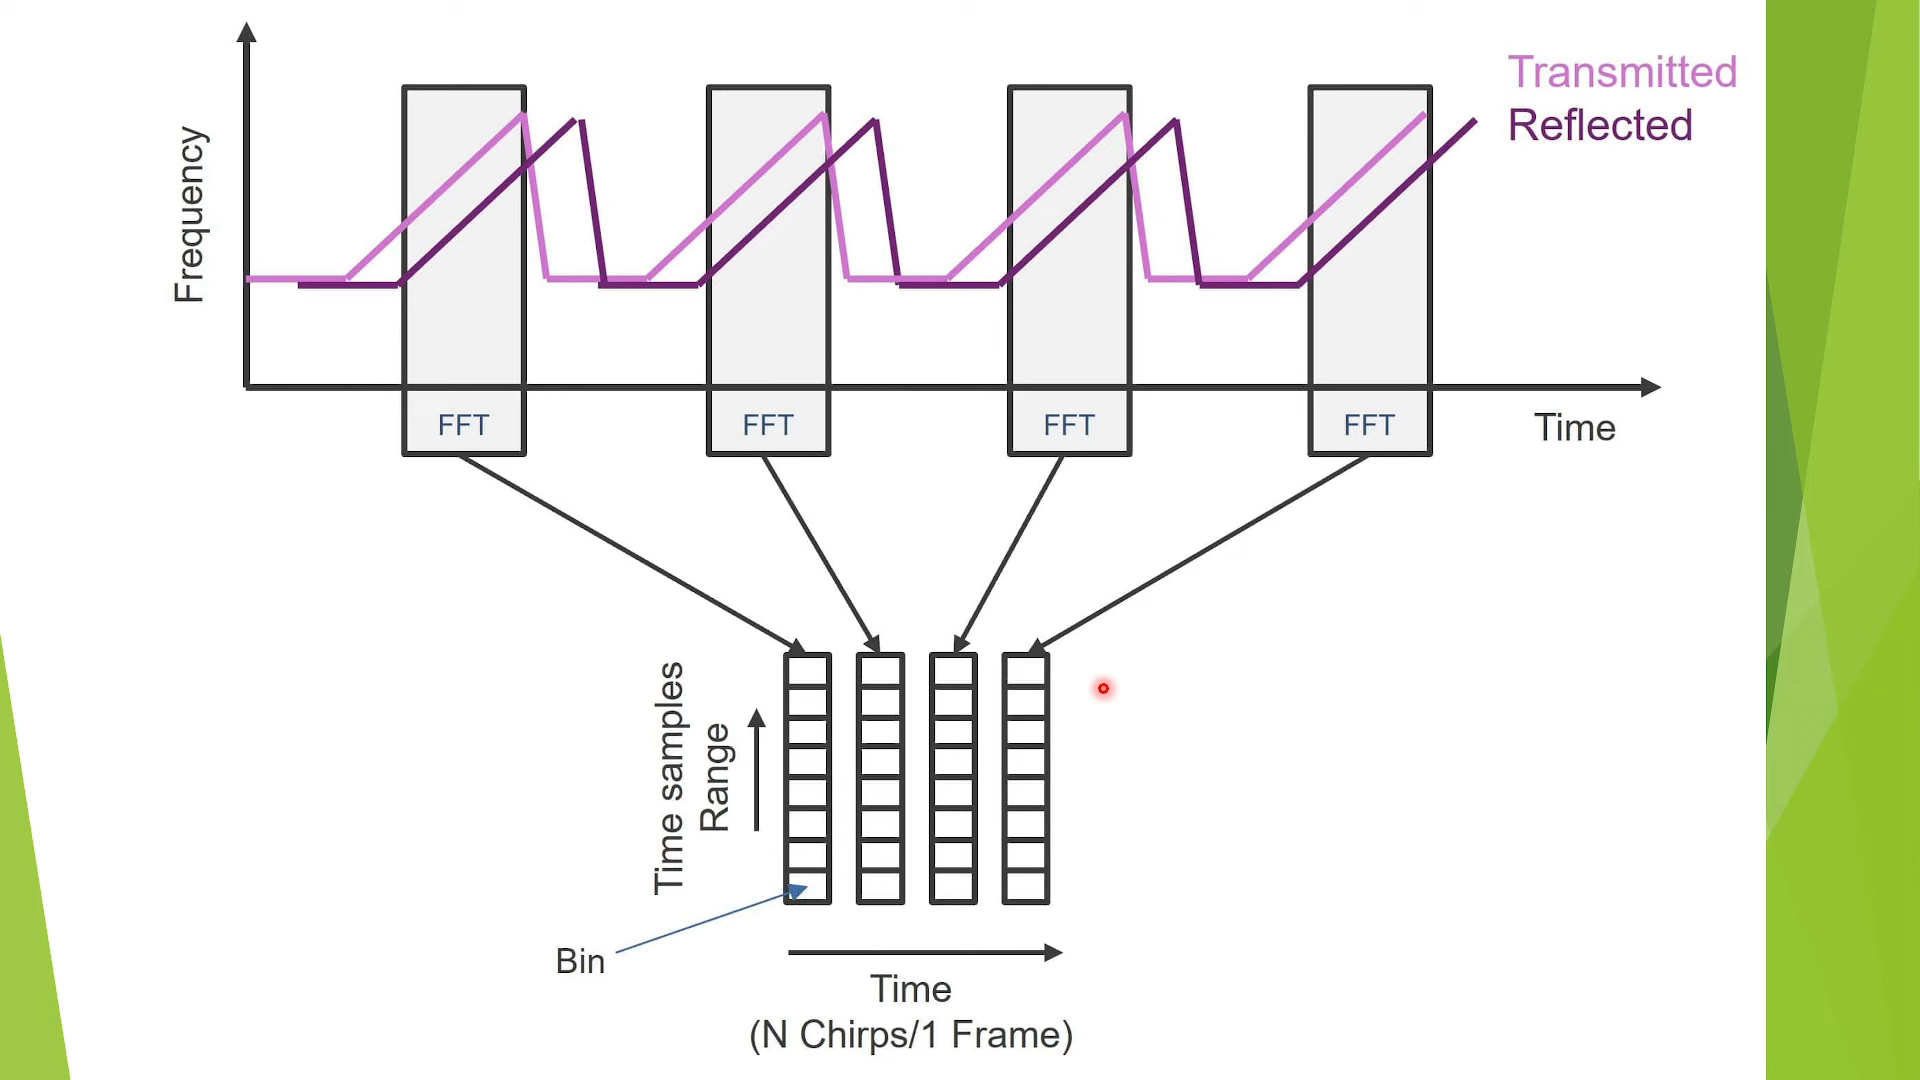 Transmitted
Reflected
Frequency
FFT
FFT
FFT
FFT
Time
Time samples
Range
Bin
Time
(N Chirps/1 Frame)